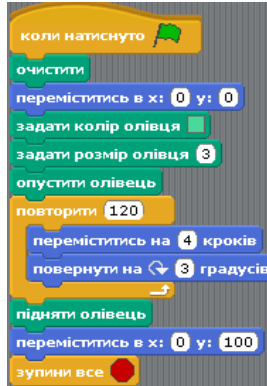 коли натиснуто
очистити
переміститись в x: 0 y: 0
задати колір олівця
задати розмір олівця 3
опустити олівець
повторити 120
переміститись на 4 кроків
повернути на 3 градусів
підняти олівець
переміститись в x: 0 y: 100
зупини все